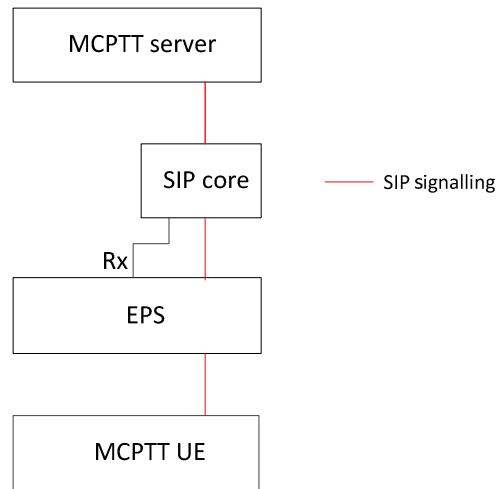 MCPTT server
SIP core
SIP signalling
Rx
EPS
MCPTT UE